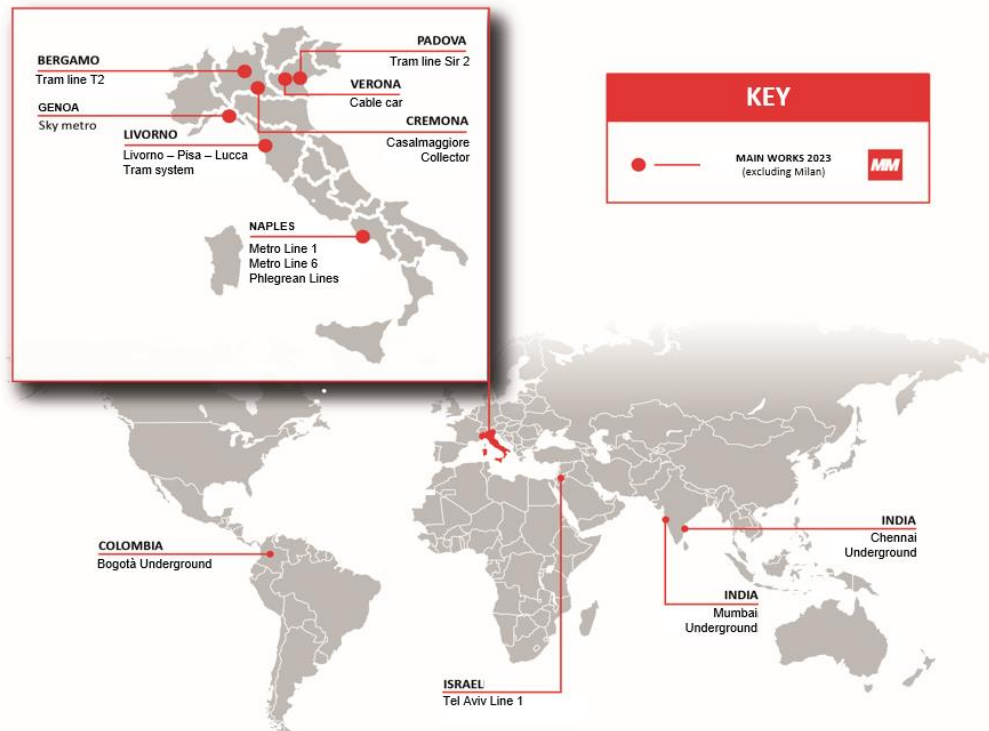 BERGAMO
Tram line T2
GENOA
Sky metro
LIVORNO
Livorno – Pisa – Lucca
Tram system
PADOVA
Tram line Sir 2
VERONA
Cable car
CREMONA
Casalmaggiore
Collector
NAPLES
Metro Line 1
Metro Line 6
Phlegrean Lines
KEY
MAIN WORKS 2023
(excluding Milan)
MM
COLOMBIA
Bogotà Underground
ISRAEL
Tel Aviv Line 1
INDIA
Mumbai
Underground
INDIA
Chennai
Underground